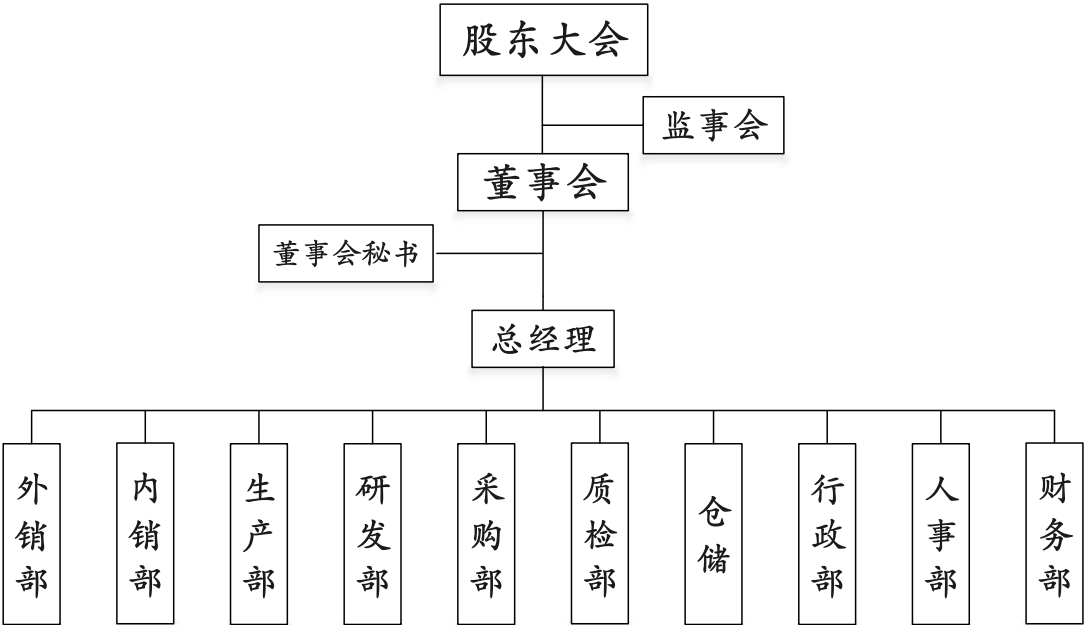 股东大会
监事会
董事会
董事会秘书
总经理
外销部
内销部
生产部
研发部
采购部
质检部
仓储
行政部
人事部
财务部